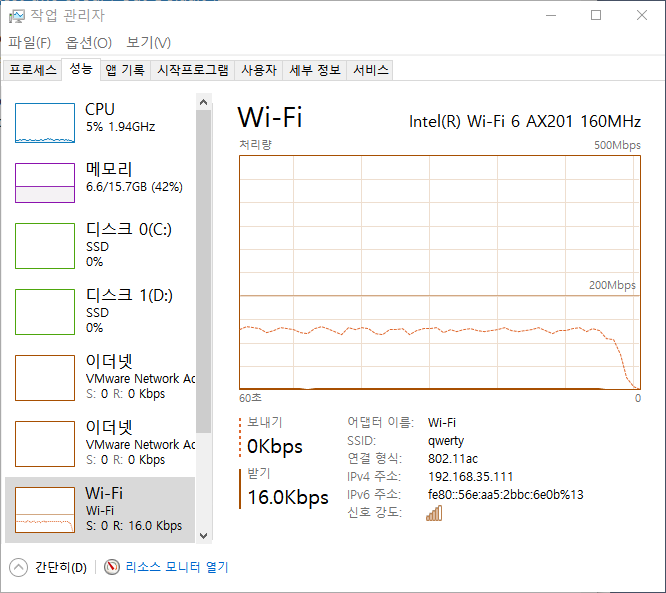 작업 관리자
파일(F) 옵션(O) 보기(V)
프로세스 성능 앱 기록 시작프로그램 사용자 세부 정보 서비스
CPU
5% 1.94GHz
메모리
6.6/15.7GB (42%)
디스크 0(C:)
SSD
0%
디스크 1(D:)
SSD
0%
이더넷
VMware Network Ac
S: 0 R: 0 Kbps
이더넷
VMware Network Ac
S: 0 R: 0 Kbps
Wi-Fi
Wi-Fi
S: 0 R: 16.0 Kbps
Wi-Fi Intel(R) Wi-Fi 6 AX201 160MHz
처리량 500Mbps
200Mbps
60초 0
보내기
0Kbps
받기
16.0Kbps
어댑터 이름: Wi-Fi
SSID: qwerty
연결 형식: 802.11ac
IPv4 주소: 192.168.35.111
IPv6 주소: fe80::56e:aa5:2bbc:6e0b%13
신호 강도:
간단히(D) 리소스 모니터 열기